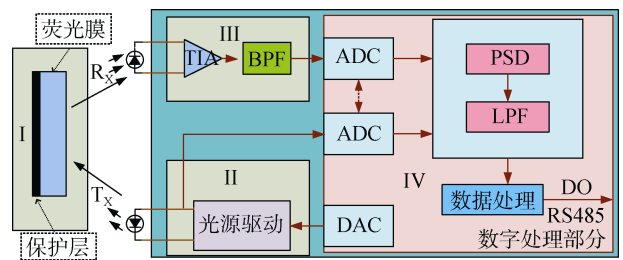 荧光膜
I
保护层
R_X
T_X
TIA
BPF
III
II
光源驱动
ADC
ADC
DAC
PSD
LPF
IV
数据处理
DO
RS485
数字处理部分